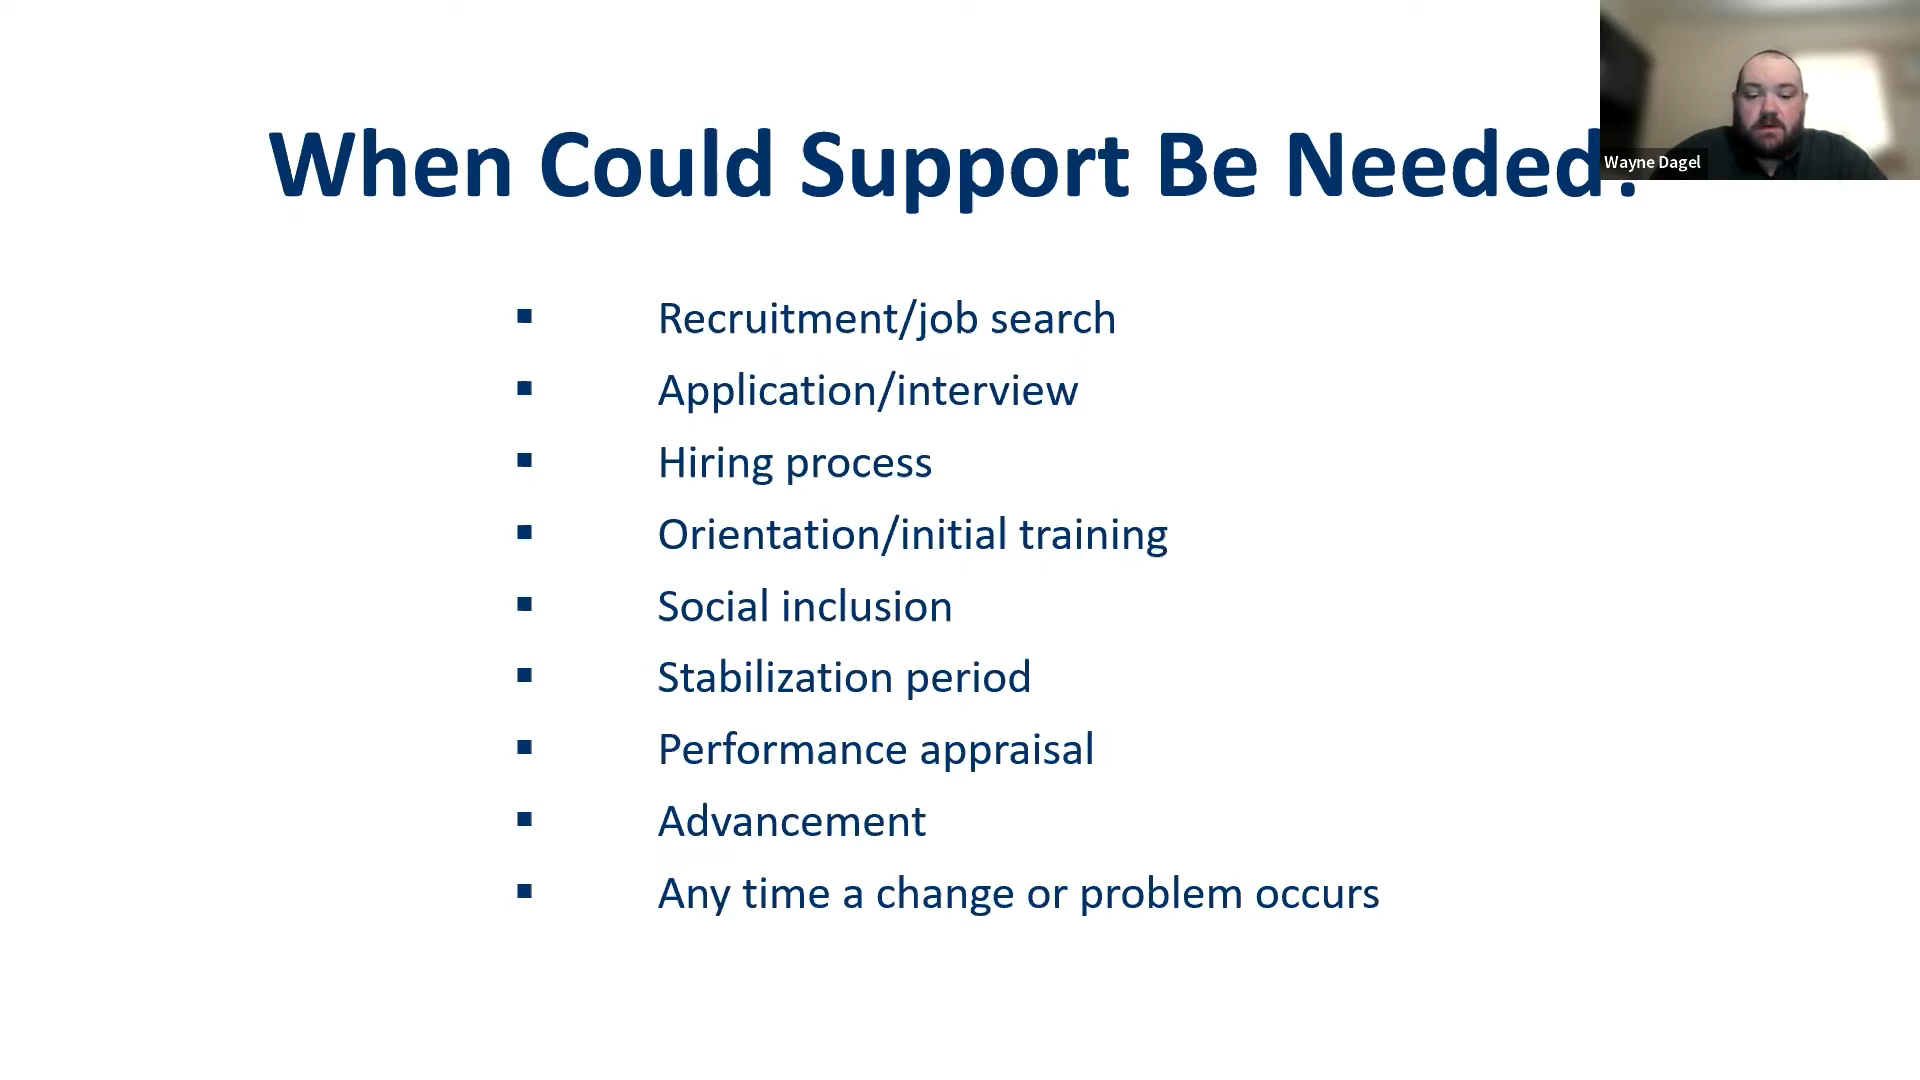 When Could Support Be Needed?
Wayne Dagel
▪ Recruitment/job search
▪ Application/interview
▪ Hiring process
▪ Orientation/initial training
▪ Social inclusion
▪ Stabilization period
▪ Performance appraisal
▪ Advancement
▪ Any time a change or problem occurs